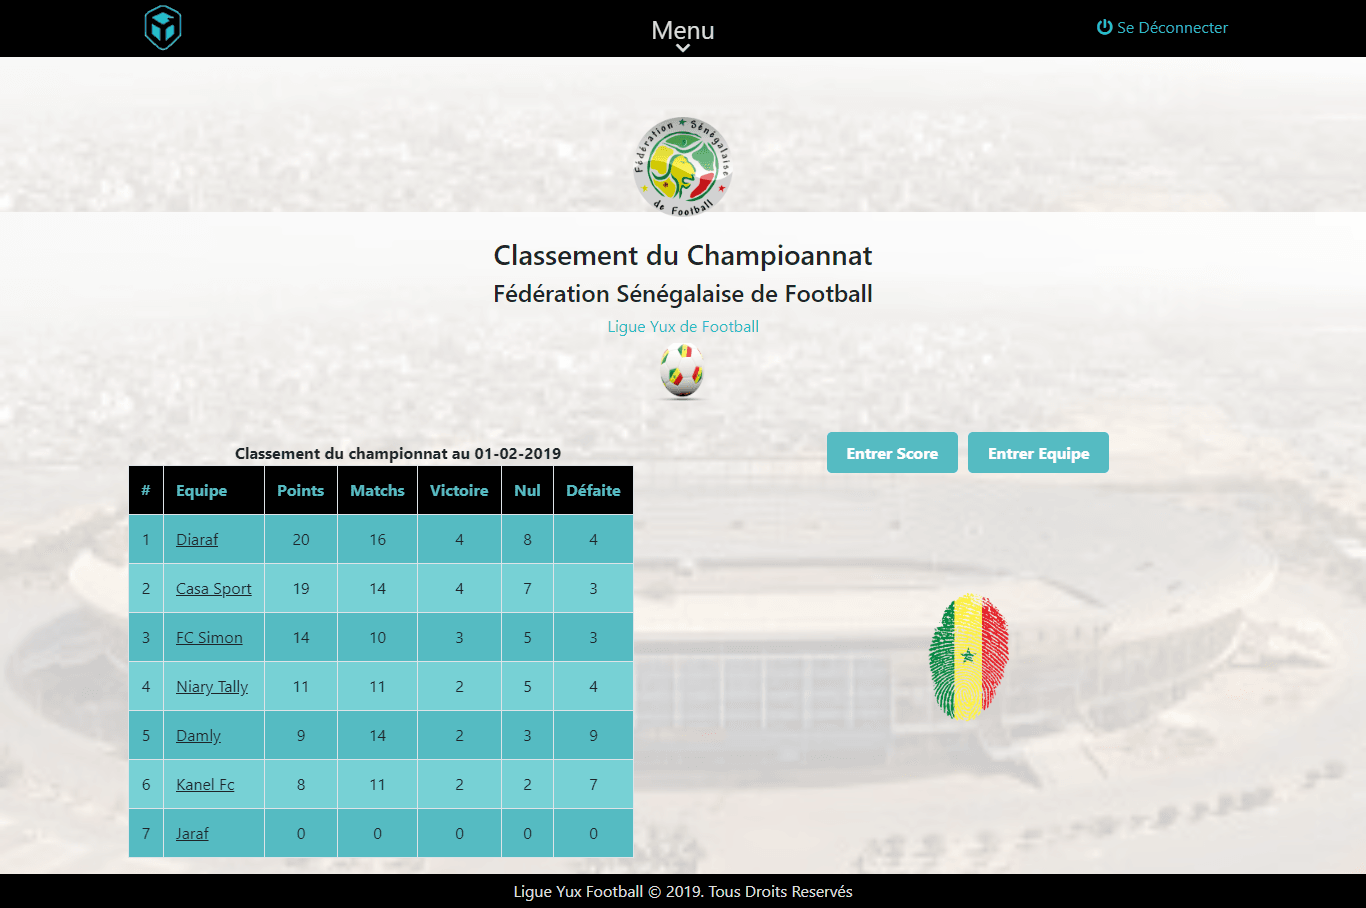 Menu
Se Déconnecter
Fédération Sénégalaise
de Football
Classement du Champioannat
Fédération Sénégalaise de Football
Ligue Yux de Football
Entrer Score
Entrer Equipe
Classement du championnat au 01-02-2019
# Equipe Points Matchs Victoire Nul Défaite
1 Diaraf 20 16 4 8 4
2 Casa Sport 19 14 4 7 3
3 FC Simon 14 10 3 5 3
4 Niary Tally 11 11 2 5 4
5 Damly 9 14 2 3 9
6 Kanel Fc 8 11 2 2 7
7 Jaraf 0 0 0 0 0
Ligue Yux Football © 2019. Tous Droits Reservés